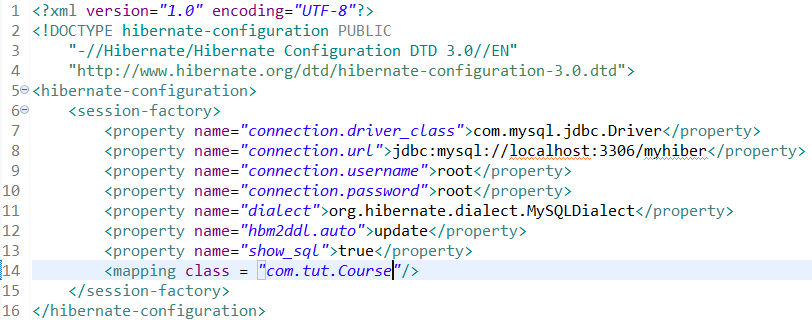 1 <?xml version="1.0" encoding="UTF-8"?>
2 <!DOCTYPE hibernate-configuration PUBLIC
3 "-//Hibernate/Hibernate Configuration DTD 3.0//EN"
4 "http://www.hibernate.org/dtd/hibernate-configuration-3.0.dtd">
5 <hibernate-configuration>
6 <session-factory>
7 <property name="connection.driver_class">com.mysql.jdbc.Driver</property>
8 <property name="connection.url">jdbc:mysql://localhost:3306/myhiber</property>
9 <property name="connection.username">root</property>
10 <property name="connection.password">root</property>
11 <property name="dialect">org.hibernate.dialect.MySQLDialect</property>
12 <property name="hbm2ddl.auto">update</property>
13 <property name="show_sql">true</property>
14 <mapping class = "com.tut.Course"/>
15 </session-factory>
16 </hibernate-configuration>